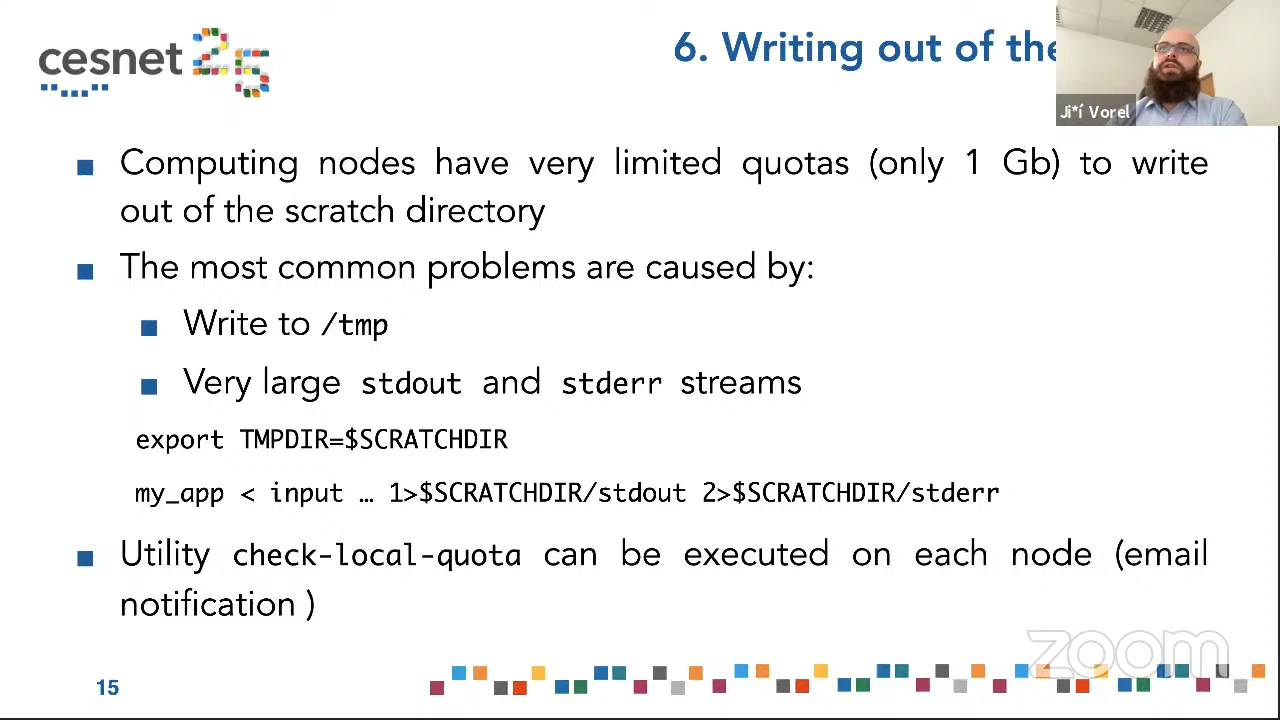 cesnet 25
6. Writing out of the
Ji*í Vorel
Computing nodes have very limited quotas (only 1 Gb) to write
out of the scratch directory
The most common problems are caused by:
Write to /tmp
Very large stdout and stderr streams
export TMPDIR=$SCRATCHDIR
my_app < input … 1>$SCRATCHDIR/stdout 2>$SCRATCHDIR/stderr
Utility check-local-quota can be executed on each node (email
notification )
zoom
15